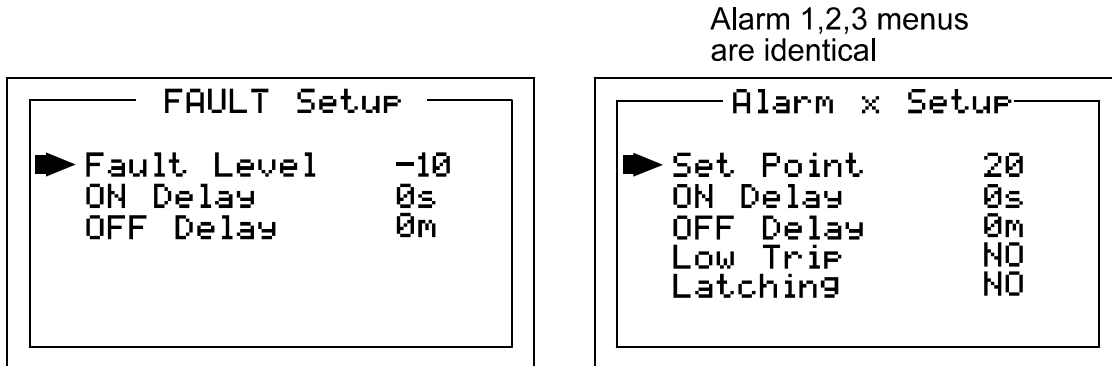 Alarm 1,2,3 menus
are identical
FAULT Setup
Fault Level -10
ON Delay 0s
OFF Delay 0m
Alarm x Setup
Set Point 20
ON Delay 0s
OFF Delay 0m
Low Trip NO
Latching NO